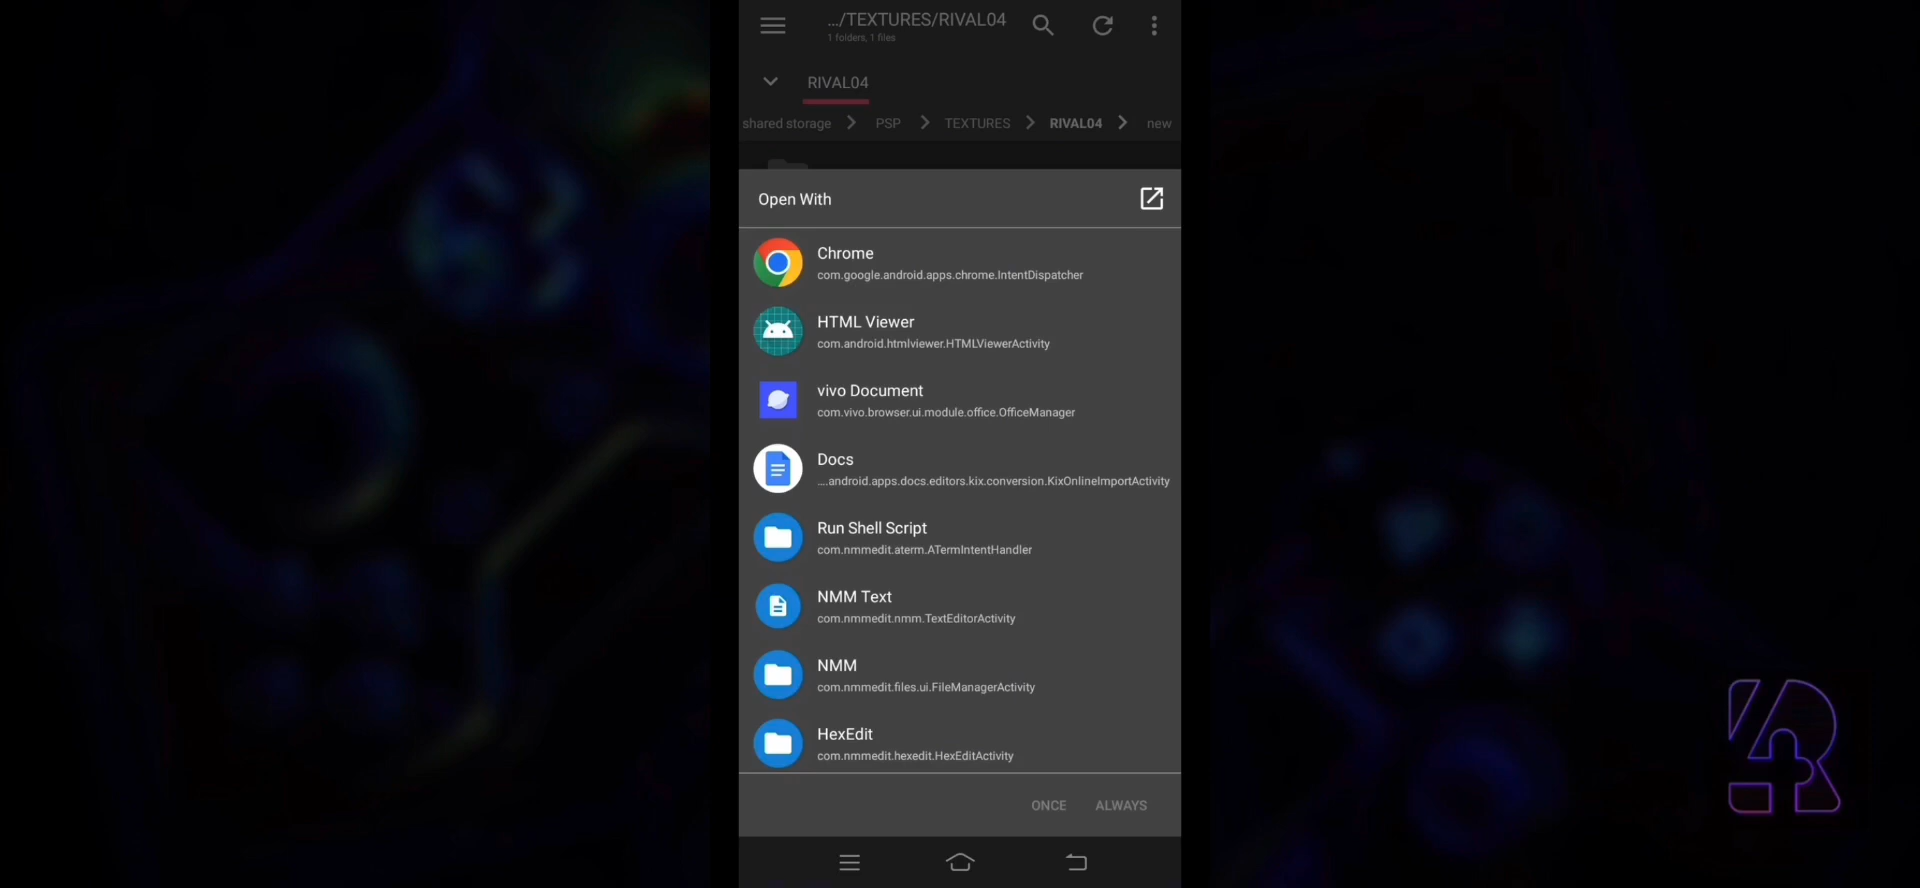 .../TEXTURES/RIVAL04
1 folders, 1 files
RIVAL04
shared storage > PSP > TEXTURES > RIVAL04 > new
Open With
Chrome
com.google.android.apps.chrome.IntentDispatcher
HTML Viewer
com.android.htmlviewer.HTMLViewerActivity
vivo Document
com.vivo.browser.ui.module.office.OfficeManager
Docs
....android.apps.docs.editors.kix.conversion.KixOnlineImportActivity
Run Shell Script
com.nmmedit.aterm.ATermIntentHandler
NMM Text
com.nmmedit.nmm.TextEditorActivity
NMM
com.nmmedit.files.ui.FileManagerActivity
HexEdit
com.nmmedit.hexedit.HexEditActivity
ONCE ALWAYS